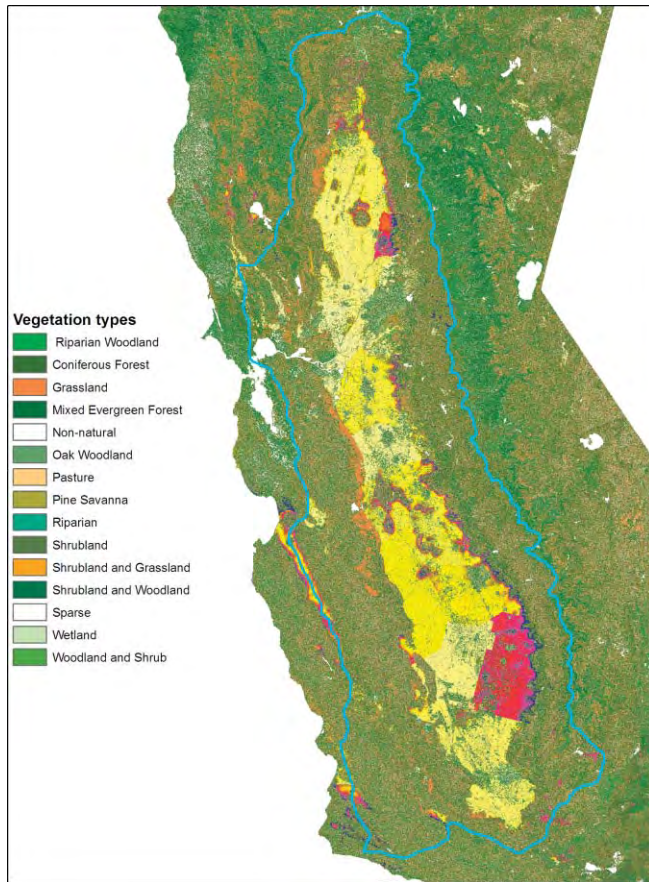 Vegetation types
Riparian Woodland
Coniferous Forest
Grassland
Mixed Evergreen Forest
Non-natural
Oak Woodland
Pasture
Pine Savanna
Riparian
Shrubland
Shrubland and Grassland
Shrubland and Woodland
Sparse
Wetland
Woodland and Shrub